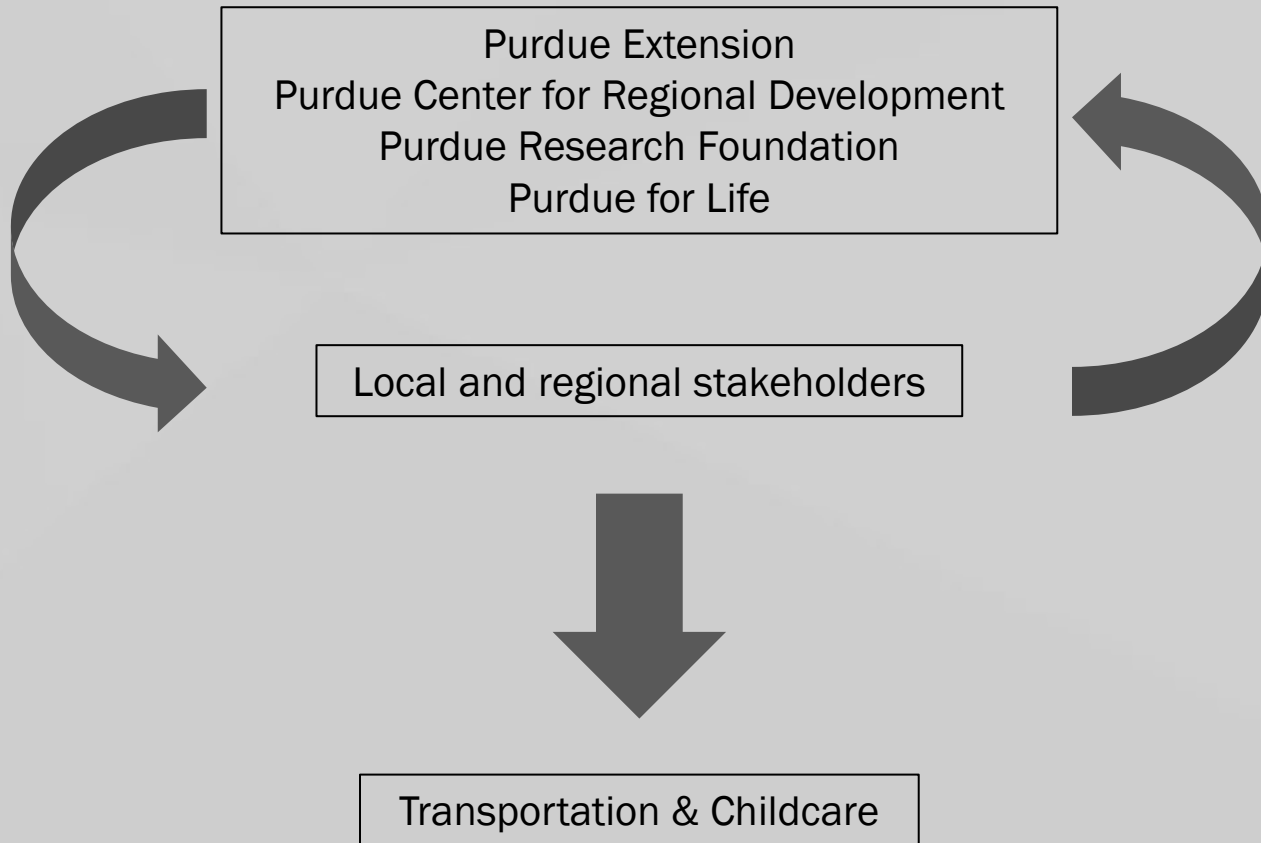 Purdue Extension
Purdue Center for Regional Development
Purdue Research Foundation
Purdue for Life
Local and regional stakeholders
Transportation & Childcare